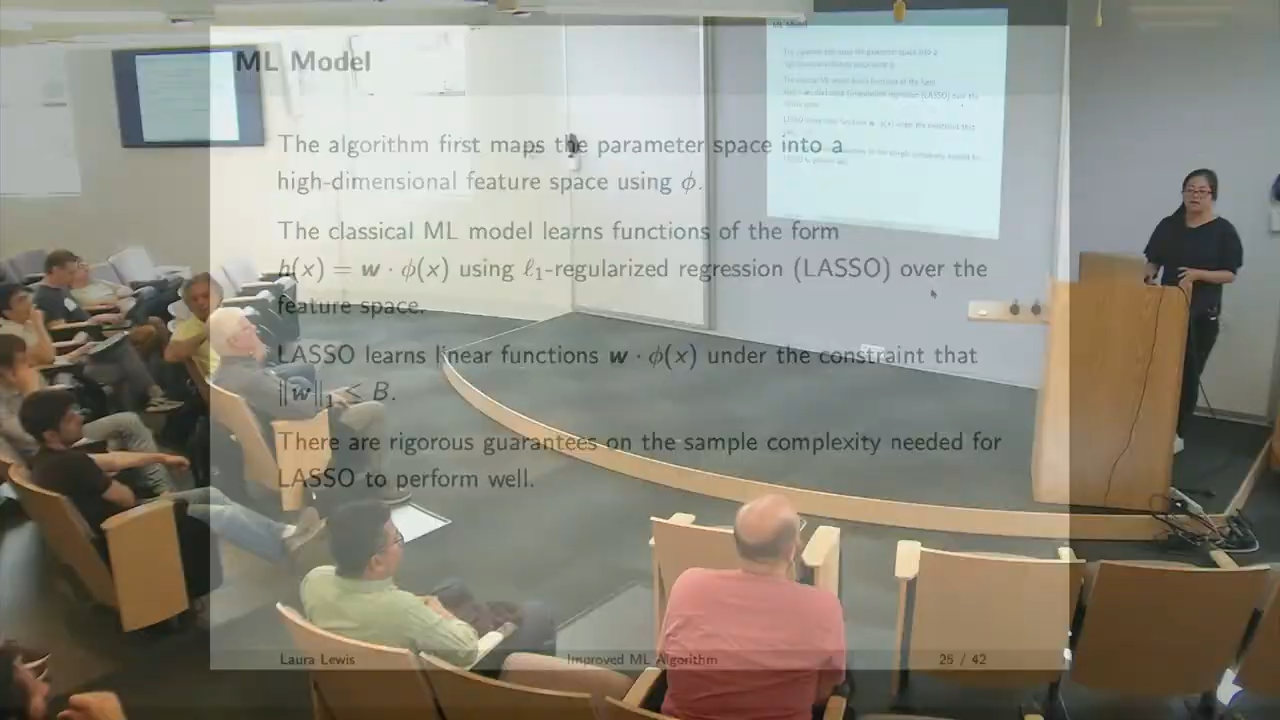 ML Model
The algorithm first maps the parameter space into a
high-dimensional feature space using ϕ.
The classical ML model learns functions of the form
h(x) = w · ϕ(x) using ℓ₁-regularized regression (LASSO) over the
feature space.
LASSO learns linear functions w · ϕ(x) under the constraint that
‖w‖₁ ≤ B.
There are rigorous guarantees on the sample complexity needed for
LASSO to perform well.
Laura Lewis
Improved ML Algorithm
25 / 42